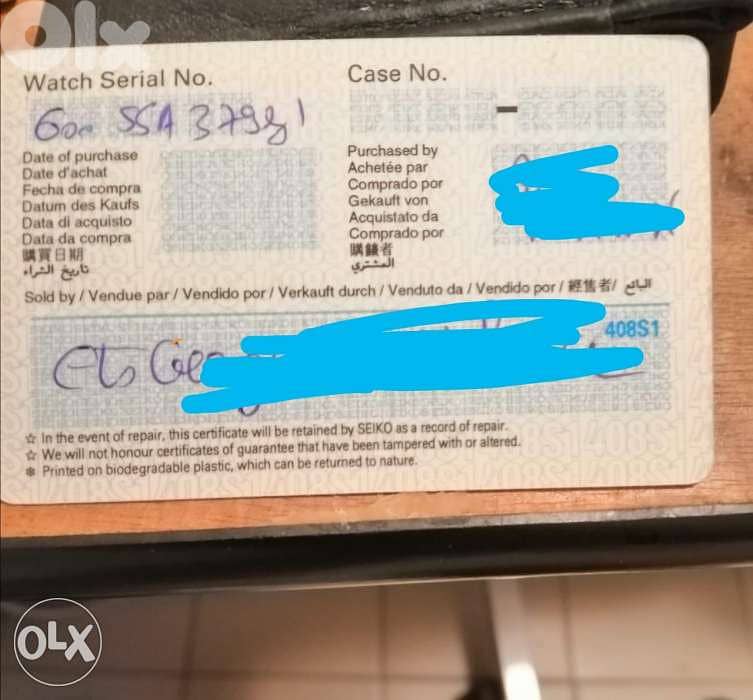 OLX
Watch Serial No.
Case No.
SSA 379J1
-
Date of purchase
Date d'achat
Fecha de compra
Datum des Kaufs
Data di acquisto
Data da compra
購買日期
تاريخ الشراء
Purchased by
Achetée par
Comprado por
Gekauft von
Acquistato da
Comprado por
購錶者
المشتري
Sold by / Vendue par / Vendido por / Verkauft durch / Venduto da / Vendido por / 經售者/ البائع
408S1
Ets
☆ In the event of repair, this certificate will be retained by SEIKO as a record of repair.
☆ We will not honour certificates of guarantee that have been tampered with or altered.
❄ Printed on biodegradable plastic, which can be returned to nature.
OLX